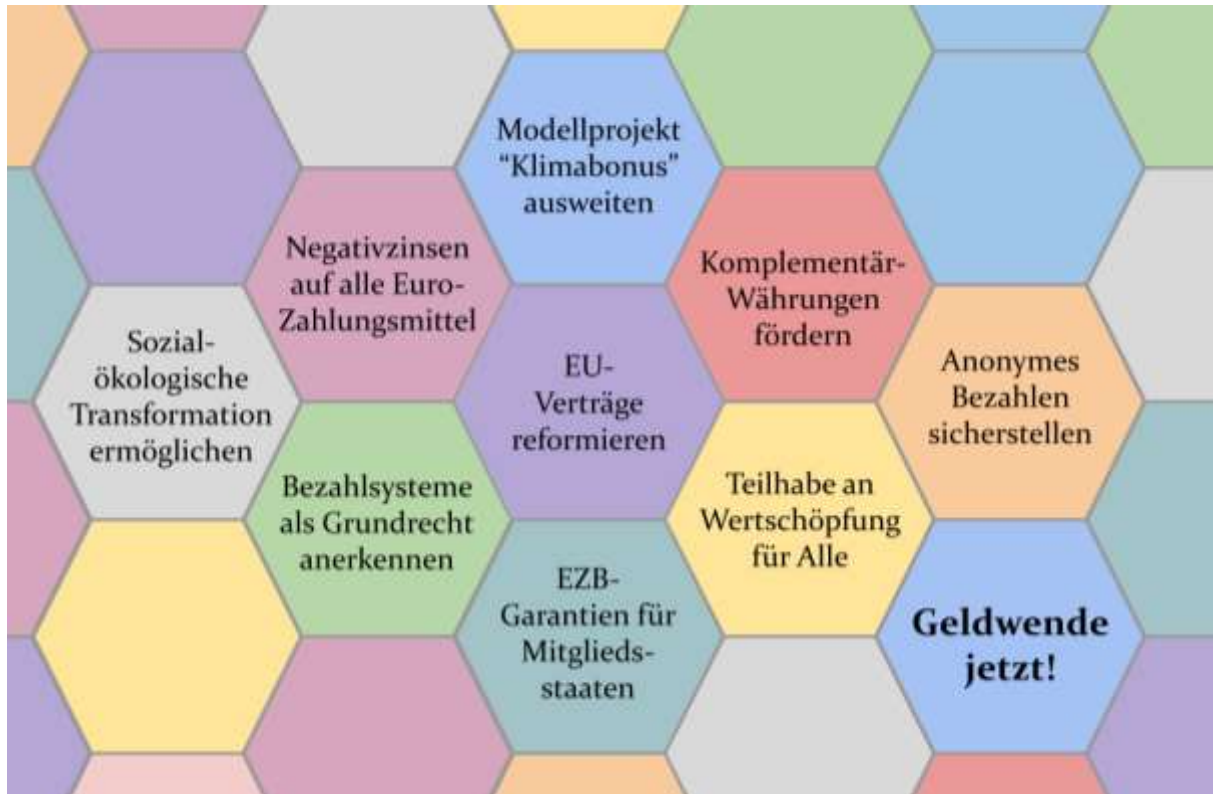 Modellprojekt
“Klimabonus”
ausweiten
Negativzinsen
auf alle Euro-
Zahlungsmittel
Komplementär-
Währungen
fördern
Sozial-
ökologische
Transformation
ermöglichen
EU-
Verträge
reformieren
Anonymes
Bezahlen
sicherstellen
Bezahlsysteme
als Grundrecht
anerkennen
Teilhabe an
Wertschöpfung
für Alle
EZB-
Garantien für
Mitglieds-
staaten
Geldwende
jetzt!